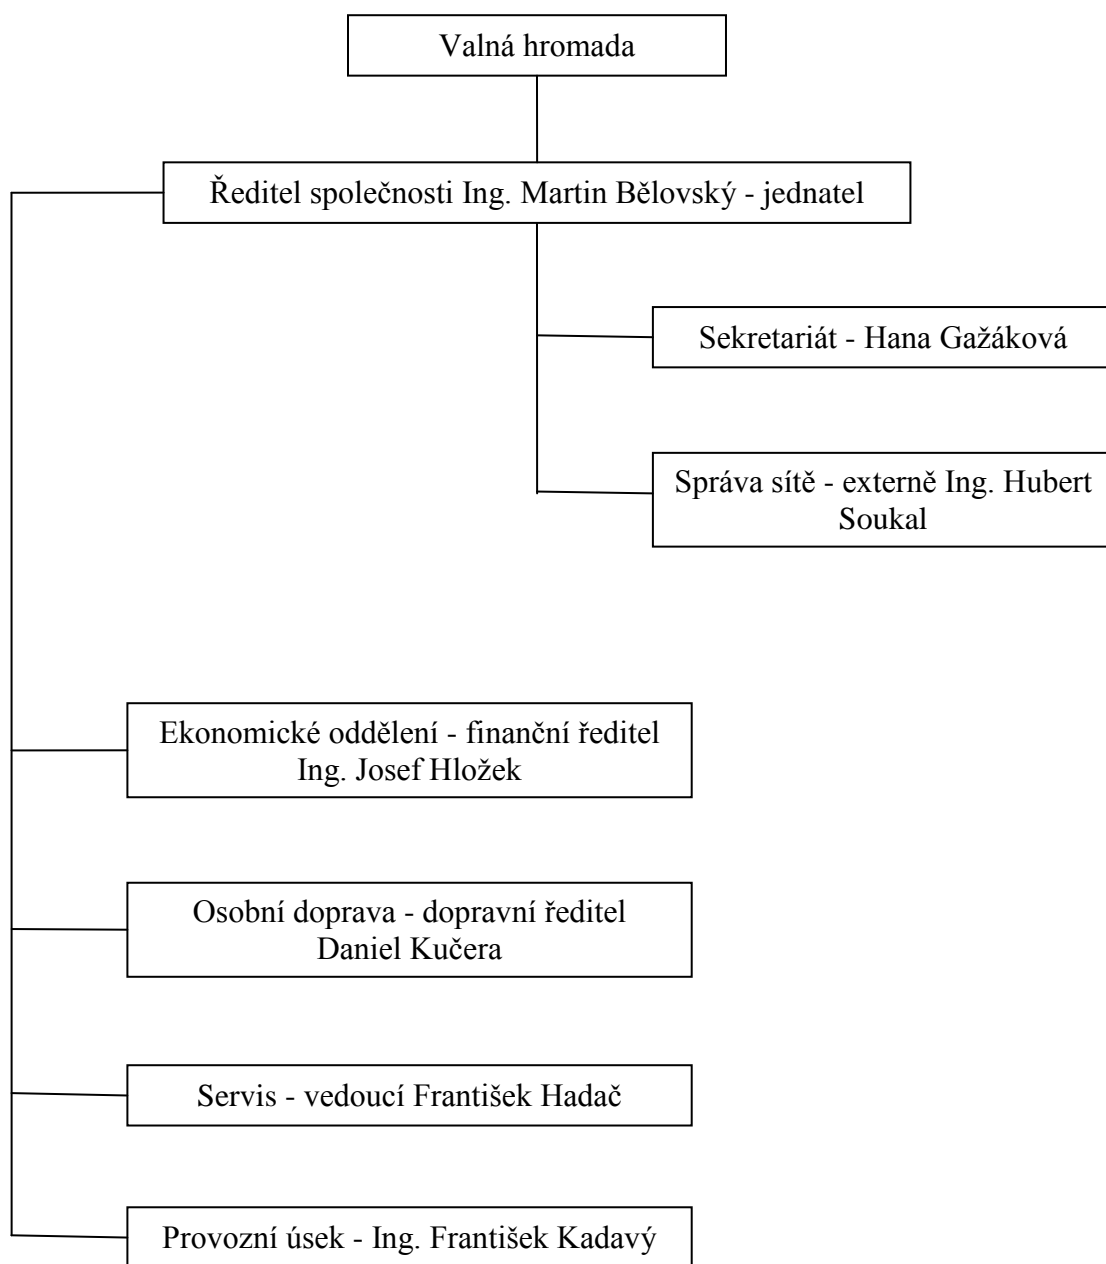 Valná hromada
Ředitel společnosti Ing. Martin Bělovský - jednatel
Sekretariát - Hana Gažáková
Správa sítě - externě Ing. Hubert
Soukal
Ekonomické oddělení - finanční ředitel
Ing. Josef Hložek
Osobní doprava - dopravní ředitel
Daniel Kučera
Servis - vedoucí František Hadač
Provozní úsek - Ing. František Kadavý